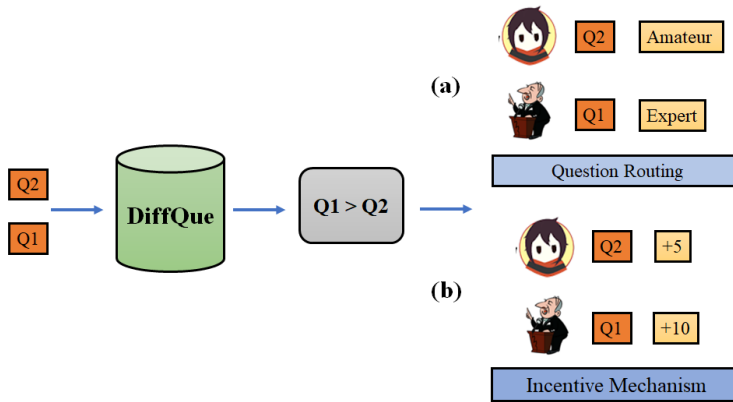 Q2
Q1
DiffQue
Q1 > Q2
(a)
Q2 Amateur
Q1 Expert
Question Routing
(b)
Q2 +5
Q1 +10
Incentive Mechanism